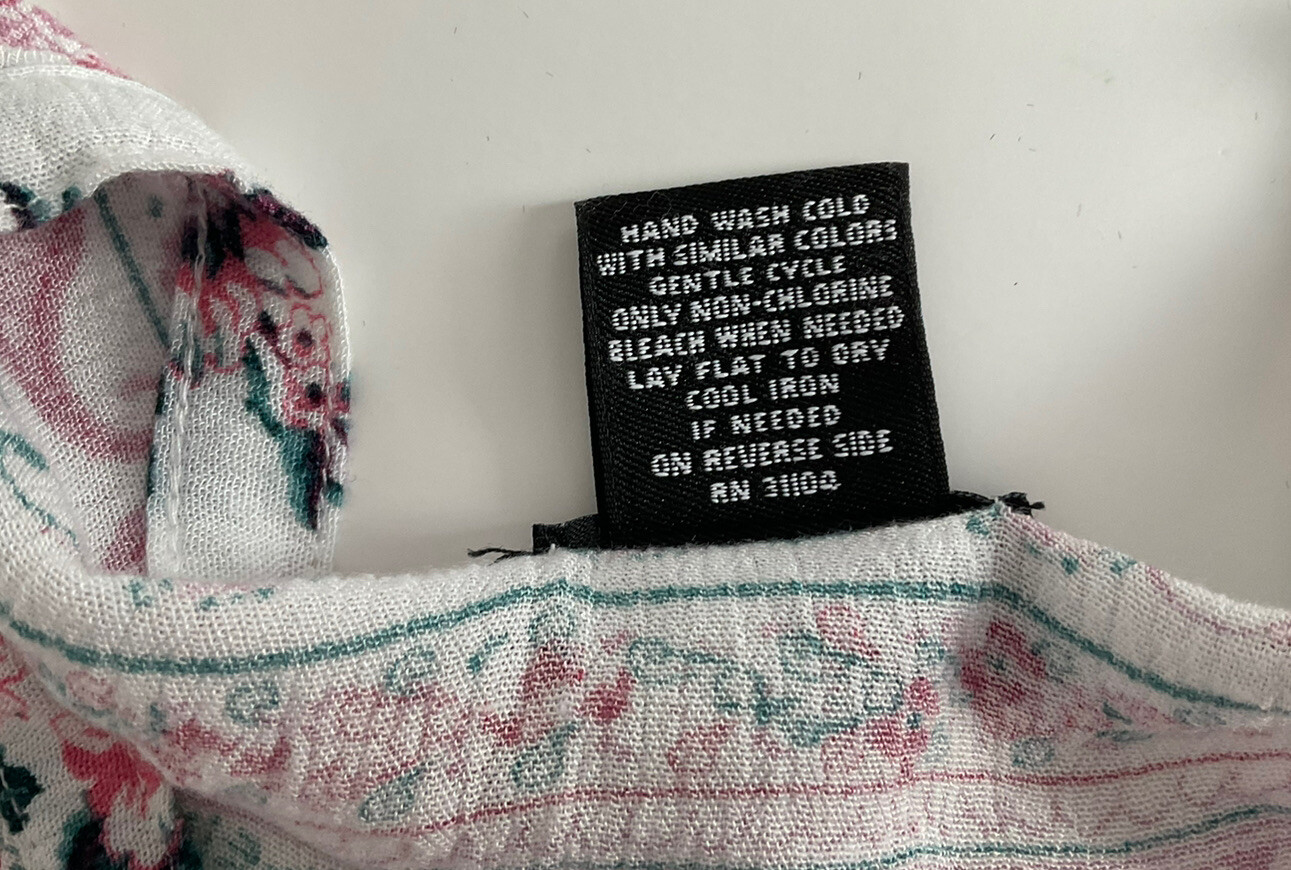 HAND WASH COLD
WITH SIMILAR COLORS
GENTLE CYCLE
ONLY NON-CHLORINE
BLEACH WHEN NEEDED
LAY FLAT TO DRY
COOL IRON
IF NEEDED
ON REVERSE SIDE
RN 31104